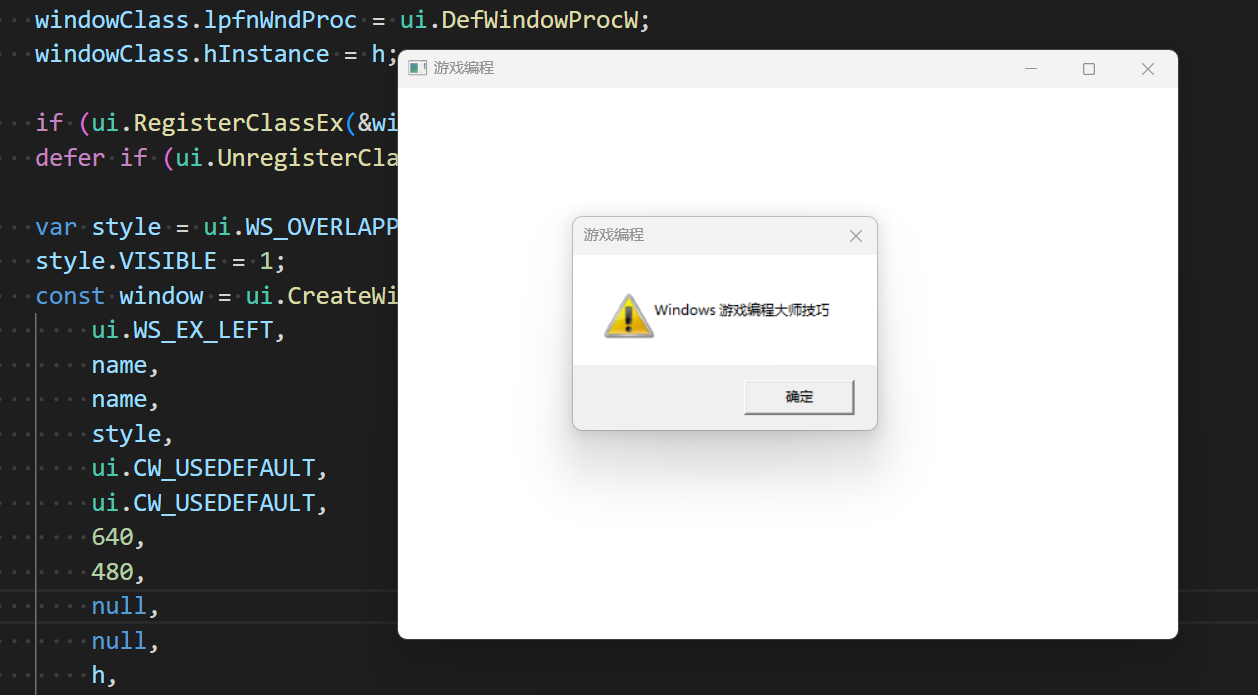 windowClass.lpfnWndProc = ui.DefWindowProcW;
windowClass.hInstance = h;
if (ui.RegisterClassEx(&wi
defer if (ui.UnregisterCla
var style = ui.WS_OVERLAPP
style.VISIBLE = 1;
const window = ui.CreateWi
ui.WS_EX_LEFT,
name,
name,
style,
ui.CW_USEDEFAULT,
ui.CW_USEDEFAULT,
640,
480,
null,
null,
h,
游戏编程
游戏编程
Windows 游戏编程大师技巧
确定